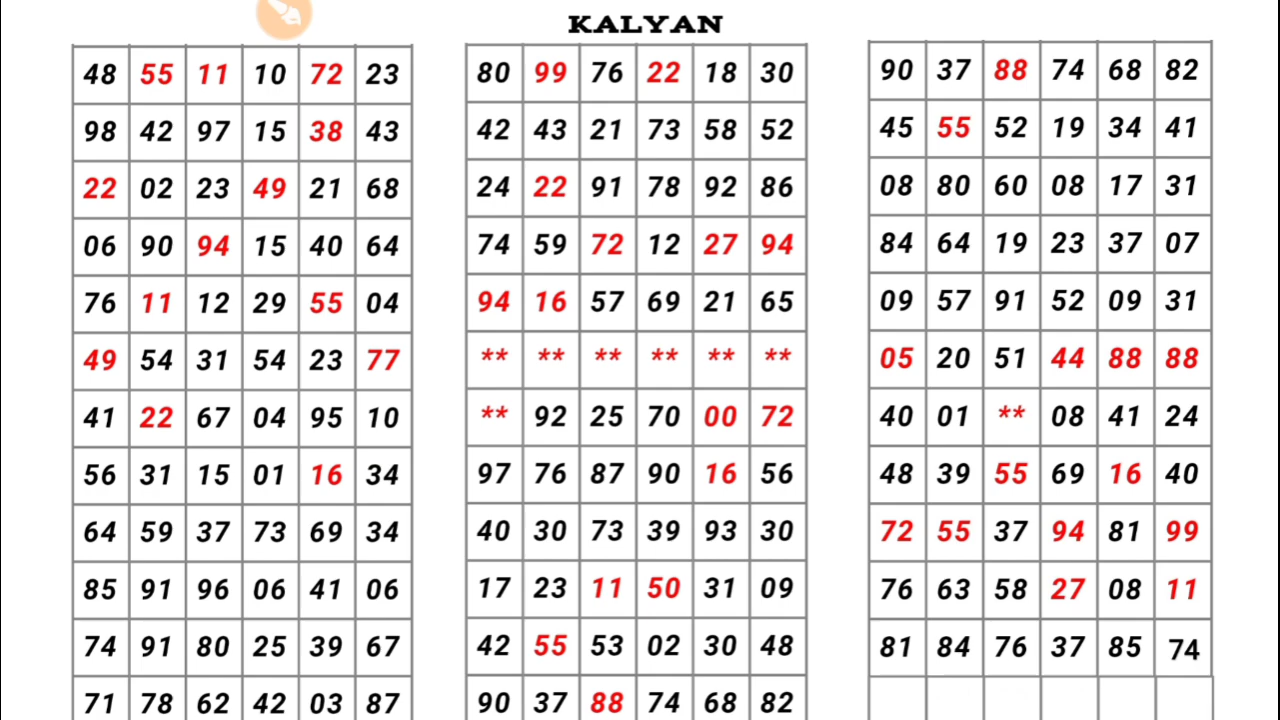 KALYAN
48 55 11 10 72 23
98 42 97 15 38 43
22 02 23 49 21 68
06 90 94 15 40 64
76 11 12 29 55 04
49 54 31 54 23 77
41 22 67 04 95 10
56 31 15 01 16 34
64 59 37 73 69 34
85 91 96 06 41 06
74 91 80 25 39 67
71 78 62 42 03 87
80 99 76 22 18 30
42 43 21 73 58 52
24 22 91 78 92 86
74 59 72 12 27 94
94 16 57 69 21 65
** ** ** ** ** **
** 92 25 70 00 72
97 76 87 90 16 56
40 30 73 39 93 30
17 23 11 50 31 09
42 55 53 02 30 48
90 37 88 74 68 82
90 37 88 74 68 82
45 55 52 19 34 41
08 80 60 08 17 31
84 64 19 23 37 07
09 57 91 52 09 31
05 20 51 44 88 88
40 01 ** 08 41 24
48 39 55 69 16 40
72 55 37 94 81 99
76 63 58 27 08 11
81 84 76 37 85 74